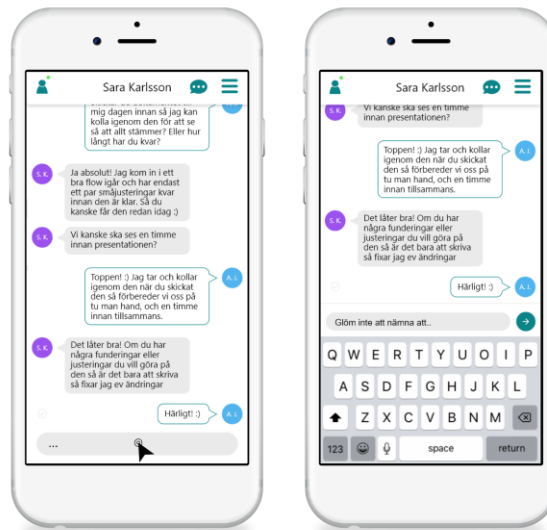 Sara Karlsson
mig dagen innan så jag kan
kolla igenom den för att se
så att allt stämmer? Eller hur
långt har du kvar?
S. K.
Ja absolut! Jag kom in i ett
bra flow igår och har endast
ett par småjusteringar kvar
innan den är klar. Så du
kanske får den redan idag :)
S. K.
Vi kanske ska ses en timme
innan presentationen?
Toppen! :) Jag tar och kollar
igenom den när du skickat
den så förbereder vi oss på
tu man hand, och en timme
innan tillsammans.
A. J.
S. K.
Det låter bra! Om du har
några funderingar eller
justeringar du vill göra på
den så är det bara att skriva
så fixar jag ev ändringar
Härligt! :)
A. J.
...
Sara Karlsson
S. K.
Vi kanske ska ses en timme
innan presentationen?
Toppen! :) Jag tar och kollar
igenom den när du skickat
den så förbereder vi oss på
tu man hand, och en timme
innan tillsammans.
A. J.
S. K.
Det låter bra! Om du har
några funderingar eller
justeringar du vill göra på
den så är det bara att skriva
så fixar jag ev ändringar
Härligt! :)
A. J.
Glöm inte att nämna att..
Q W E R T Y U O I P
A S D F G H J K L
Z X C V B N M
123 space return